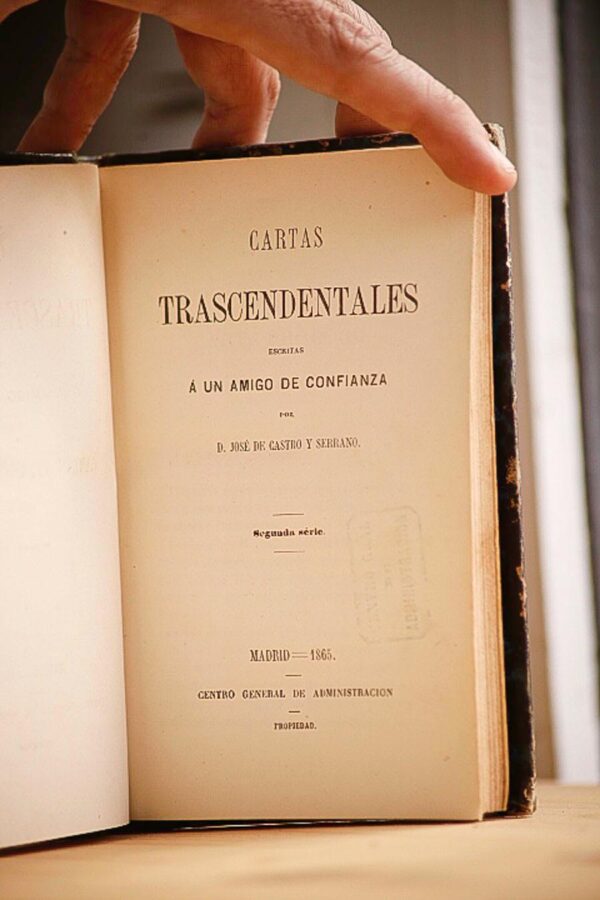 CARTAS
TRASCENDENTALES
ESCRITAS
Á UN AMIGO DE CONFIANZA
POR
D. JOSÉ DE CASTRO Y SERRANO.
Segunda série.
MADRID—1865.
CENTRO GENERAL DE ADMINISTRACION
PROPIEDAD.